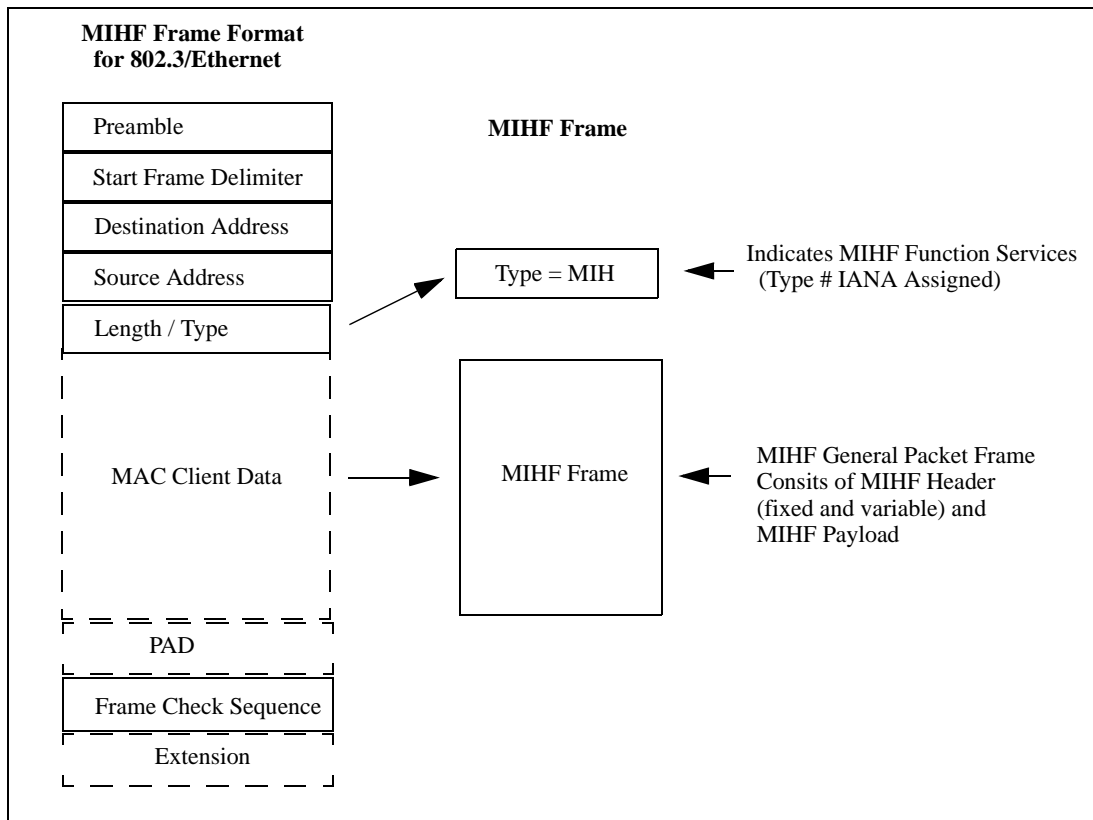 MIHF Frame Format
for 802.3/Ethernet
Preamble
Start Frame Delimiter
Destination Address
Source Address
Length / Type
MAC Client Data
PAD
Frame Check Sequence
Extension
MIHF Frame
Type = MIH
MIHF Frame
Indicates MIHF Function Services
(Type # IANA Assigned)
MIHF General Packet Frame
Consits of MIHF Header
(fixed and variable) and
MIHF Payload